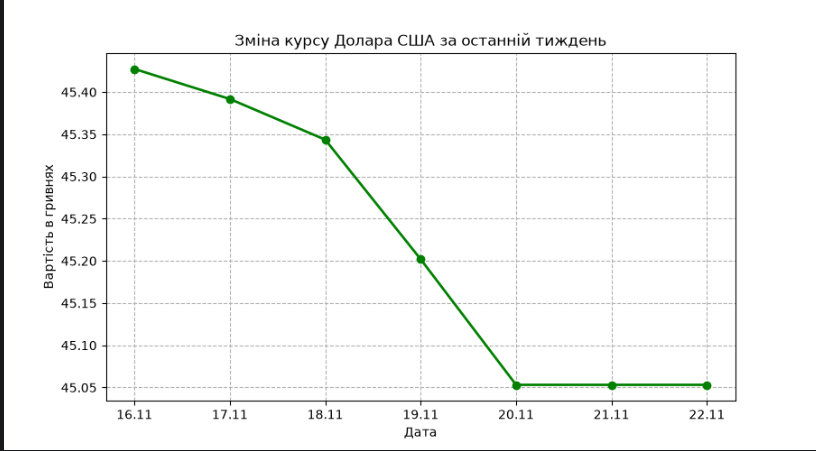 Зміна курсу Долара США за останній тиждень
Вартість в гривнях
45.40
45.35
45.30
45.25
45.20
45.15
45.10
45.05
16.11 17.11 18.11 19.11 20.11 21.11 22.11
Дата